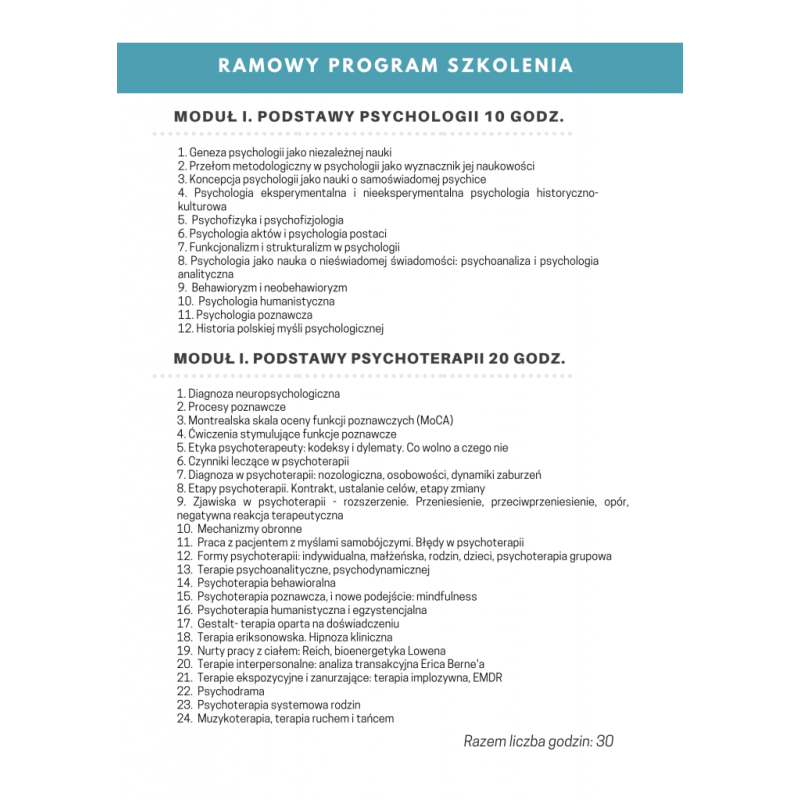 RAMOWY PROGRAM SZKOLENIA
MODUŁ I. PODSTAWY PSYCHOLOGII 10 GODZ.
1. Geneza psychologii jako niezależnej nauki
2. Przełom metodologiczny w psychologii jako wyznacznik jej naukowości
3. Koncepcja psychologii jako nauki o samoświadomej psychice
4. Psychologia eksperymentalna i nieeksperymentalna psychologia historyczno-
kulturowa
5. Psychofizyka i psychofizjologia
6. Psychologia aktów i psychologia postaci
7. Funkcjonalizm i strukturalizm w psychologii
8. Psychologia jako nauka o nieświadomej świadomości: psychoanaliza i psychologia
analityczna
9. Behawioryzm i neobehawioryzm
10. Psychologia humanistyczna
11. Psychologia poznawcza
12. Historia polskiej myśli psychologicznej
MODUŁ I. PODSTAWY PSYCHOTERAPII 20 GODZ.
1. Diagnoza neuropsychologiczna
2. Procesy poznawcze
3. Montrealska skala oceny funkcji poznawczych (MoCA)
4. Ćwiczenia stymulujące funkcje poznawcze
5. Etyka psychoterapeuty: kodeksy i dylematy. Co wolno a czego nie
6. Czynniki leczące w psychoterapii
7. Diagnoza w psychoterapii: nozologiczna, osobowości, dynamiki zaburzeń
8. Etapy psychoterapii. Kontrakt, ustalanie celów, etapy zmiany
9. Zjawiska w psychoterapii - rozszerzenie. Przeniesienie, przeciwprzeniesienie, opór,
negatywna reakcja terapeutyczna
10. Mechanizmy obronne
11. Praca z pacjentem z myślami samobójczymi. Błędy w psychoterapii
12. Formy psychoterapii: indywidualna, małżeńska, rodzin, dzieci, psychoterapia grupowa
13. Terapie psychoanalityczne, psychodynamicznej
14. Psychoterapia behawioralna
15. Psychoterapia poznawcza, i nowe podejście: mindfulness
16. Psychoterapia humanistyczna i egzystencjalna
17. Gestalt- terapia oparta na doświadczeniu
18. Terapia eriksonowska. Hipnoza kliniczna
19. Nurty pracy z ciałem: Reich, bioenergetyka Lowena
20. Terapie interpersonalne: analiza transakcyjna Erica Berne'a
21. Terapie ekspozycyjne i zanurzające: terapia implozywna, EMDR
22. Psychodrama
23. Psychoterapia systemowa rodzin
24. Muzykoterapia, terapia ruchem i tańcem
Razem liczba godzin: 30